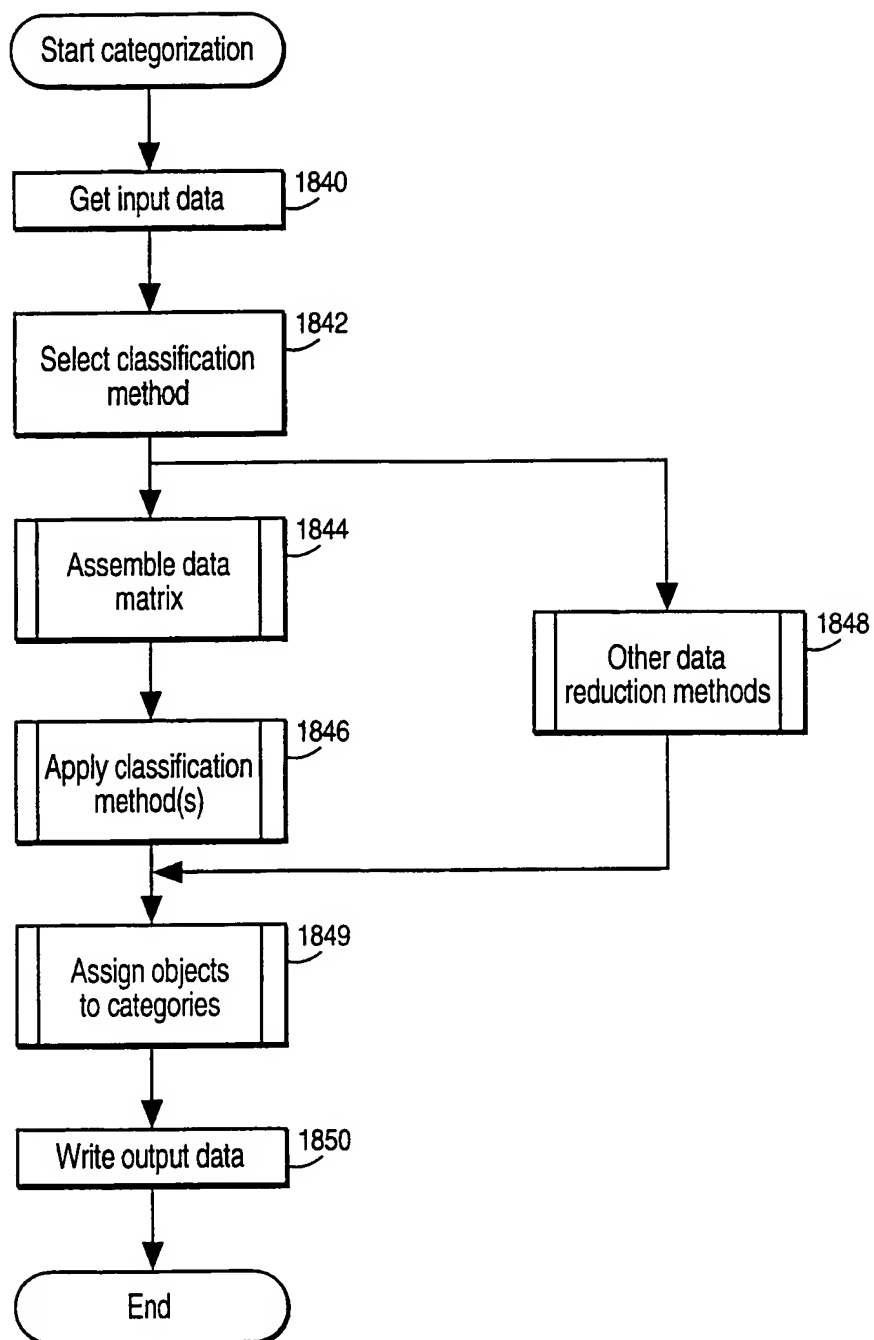 Start categorization
Get input data
1840
Select classification
method
1842
Assemble data
matrix
1844
Other data
reduction methods
1848
Apply classification
method(s)
1846
Assign objects
to categories
1849
Write output data
1850
End